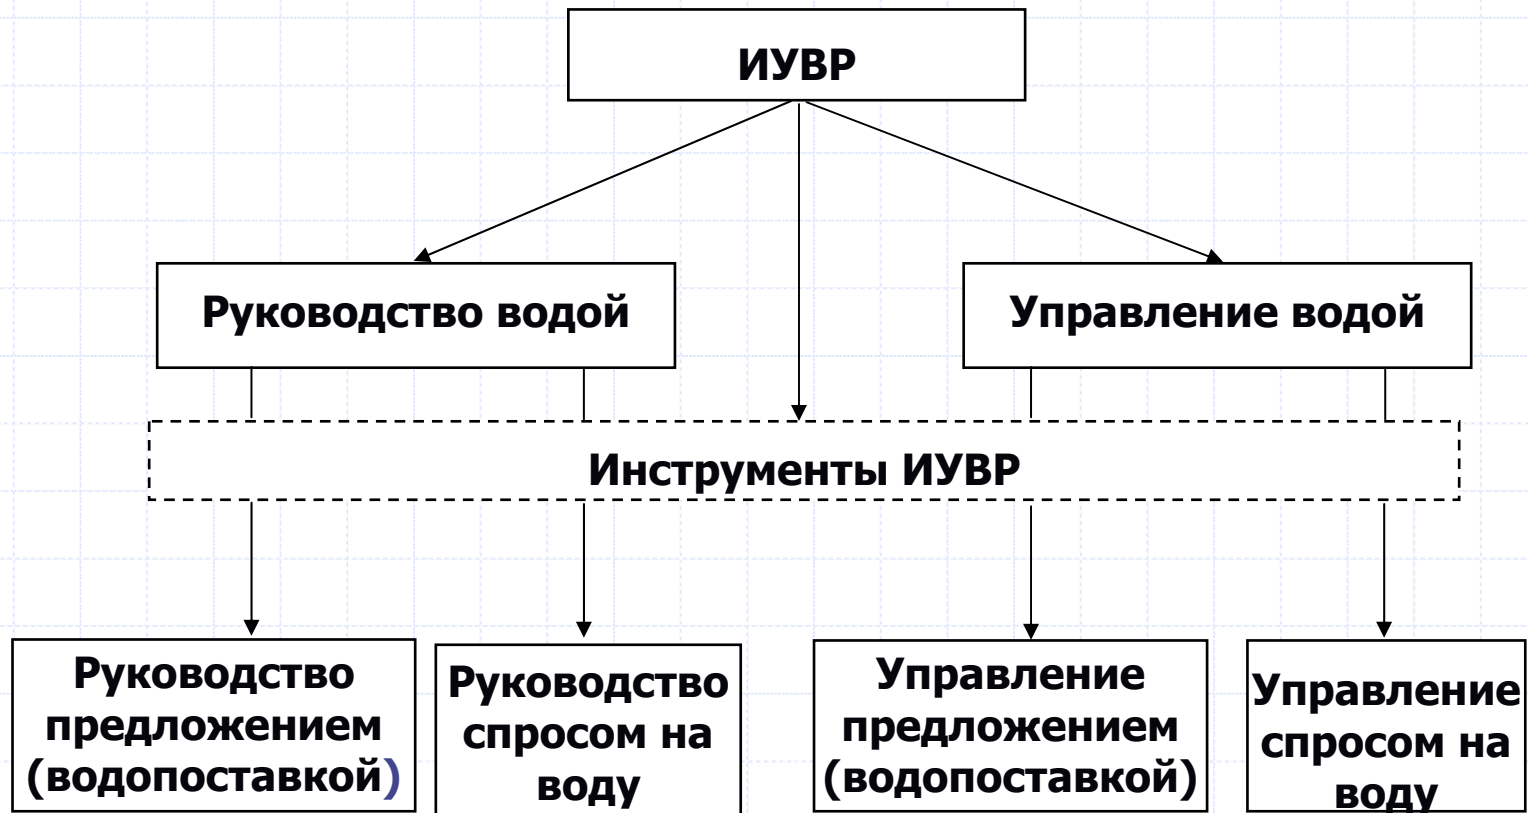 ИУВР
Руководство водой
Управление водой
Инструменты ИУВР
Руководство
предложением
(водопоставкой)
Руководство
спросом на
воду
Управление
предложением
(водопоставкой)
Управление
спросом на
воду